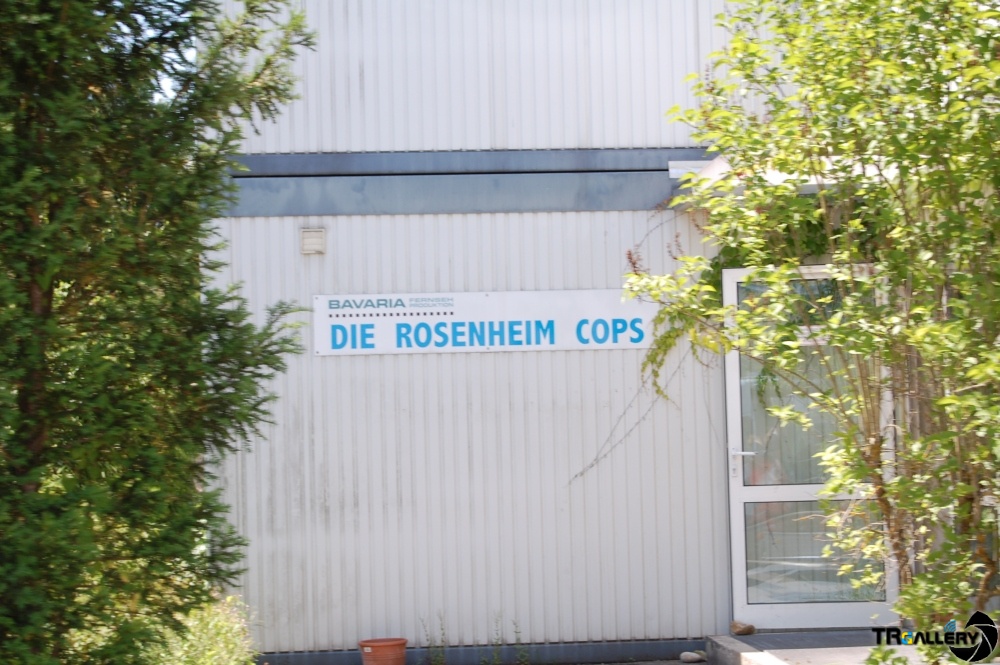 BAVARIA FERNSEH
PRODUKTION
DIE ROSENHEIM COPS
TRGALLERY